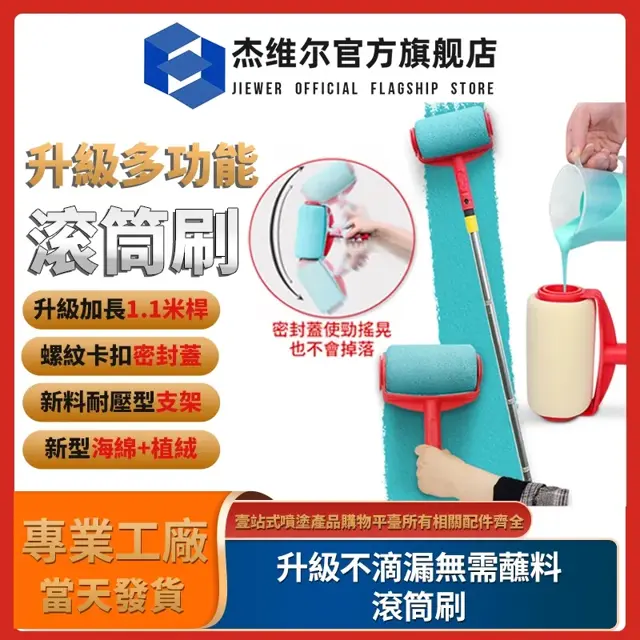 杰维尔官方旗舰店
JIEWER OFFICIAL FLAGSHIP STORE
升級多功能
滚筒刷
升級加長1.1米桿
螺紋卡扣密封蓋
新料耐壓型支架
新型海綿+植絨
密封蓋使勁搖晃
也不會掉落
專業工廠
當天發貨
壹站式噴塗產品購物平臺所有相關配件齊全
升級不滴漏無需蘸料
滾筒刷